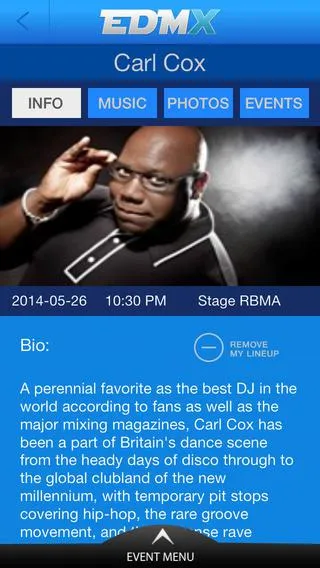 EDMX
Carl Cox
INFO
MUSIC
PHOTOS
EVENTS
2014-05-26 10:30 PM Stage RBMA
Bio:
REMOVE
MY LINEUP
A perennial favorite as the best DJ in the
world according to fans as well as the
major mixing magazines, Carl Cox has
been a part of Britain's dance scene
from the heady days of disco through to
the global clubland of the new
millennium, with temporary pit stops
covering hip-hop, the rare groove
movement, and rave
EVENT MENU